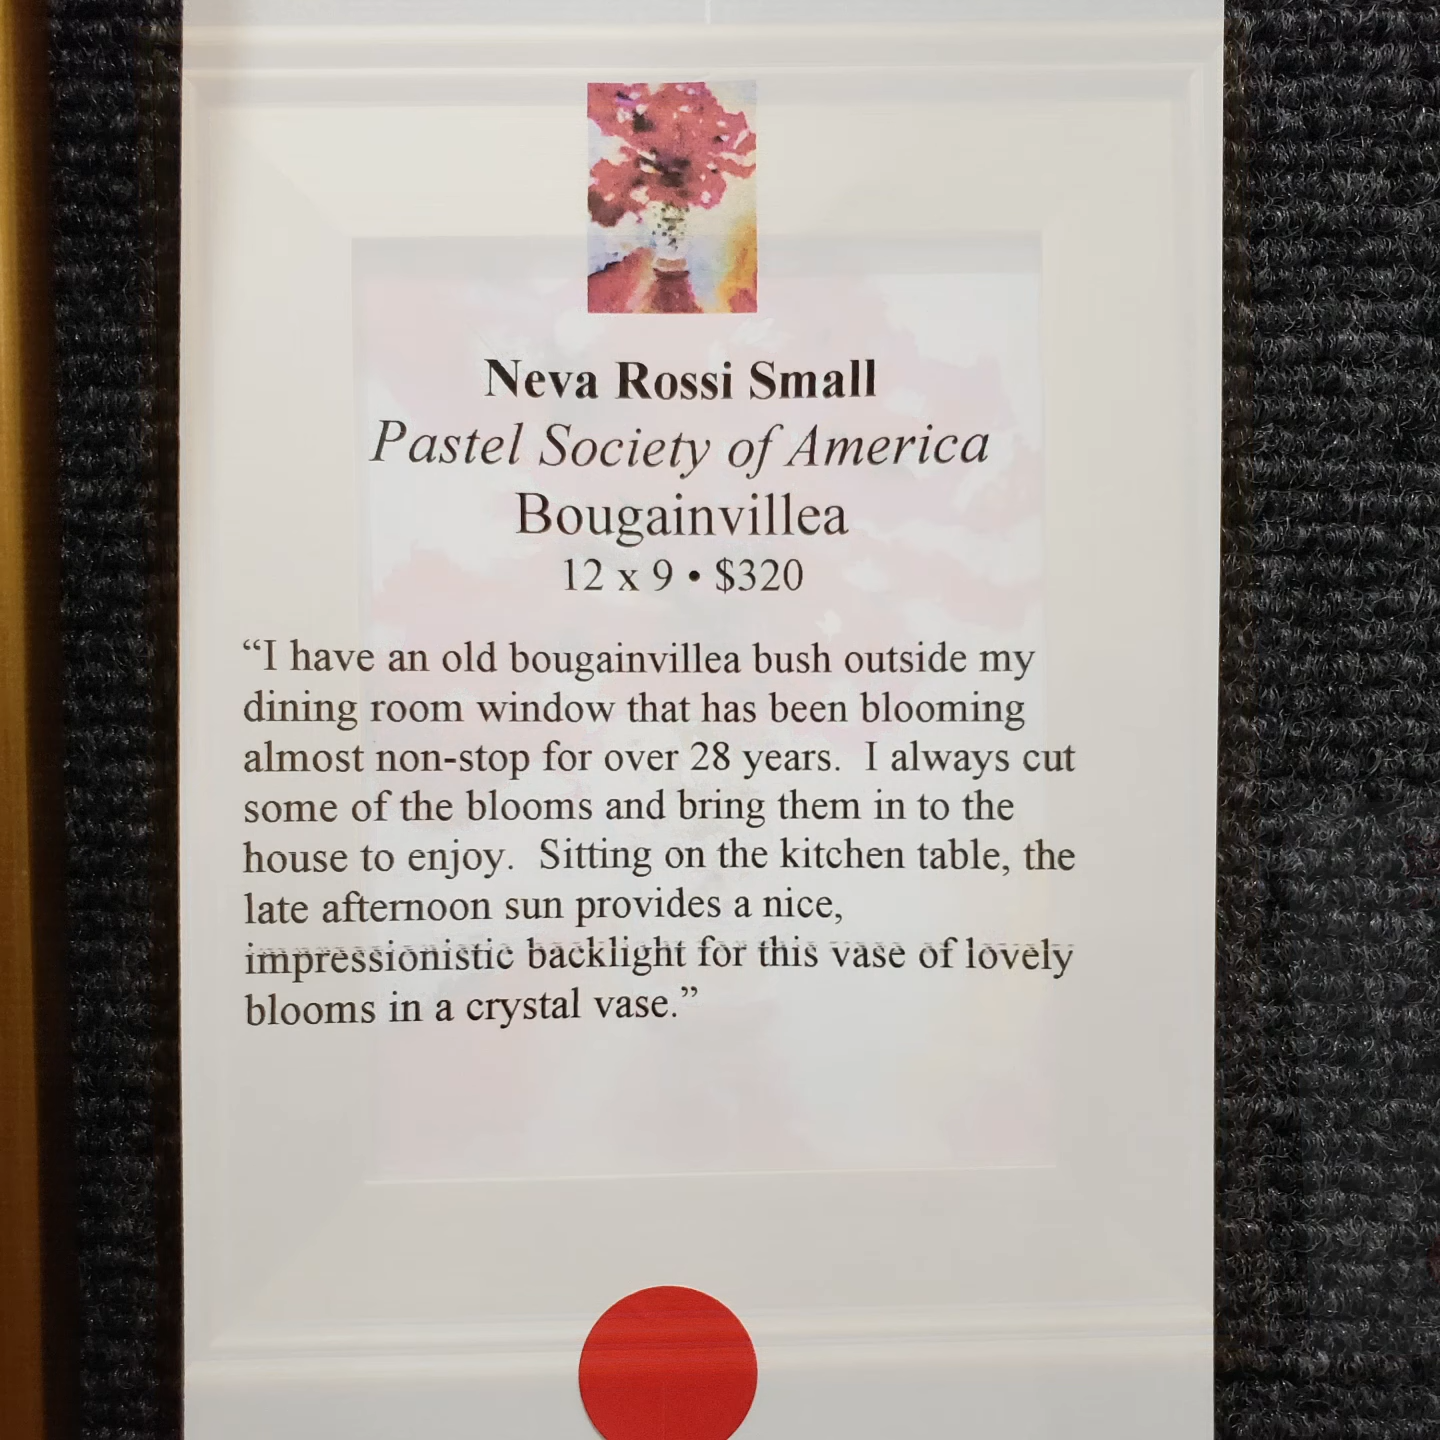 Neva Rossi Small
Pastel Society of America
Bougainvillea
12 x 9 • $320
“I have an old bougainvillea bush outside my
dining room window that has been blooming
almost non-stop for over 28 years.  I always cut
some of the blooms and bring them in to the
house to enjoy.  Sitting on the kitchen table, the
late afternoon sun provides a nice,
impressionistic backlight for this vase of lovely
blooms in a crystal vase.”